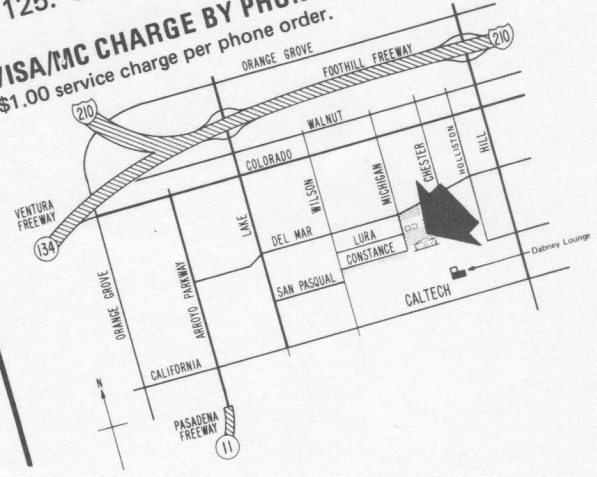 125.
VISA/MC CHARGE BY
$1.00 service charge per phone order.
ORANGE GROVE
FOOTHILL FREEWAY
210
210
WALNUT
COLORADO
VENTURA
FREEWAY
134
ORANGE GROVE
ARROYO PARKWAY
LAKE
WILSON
MICHIGAN
CHESTER
HOLLISTON
HILL
DEL MAR
LURA
CONSTANCE
SAN PASQUAL
CALTECH
Dabney Lounge
CALIFORNIA
N
PASADENA
FREEWAY
11